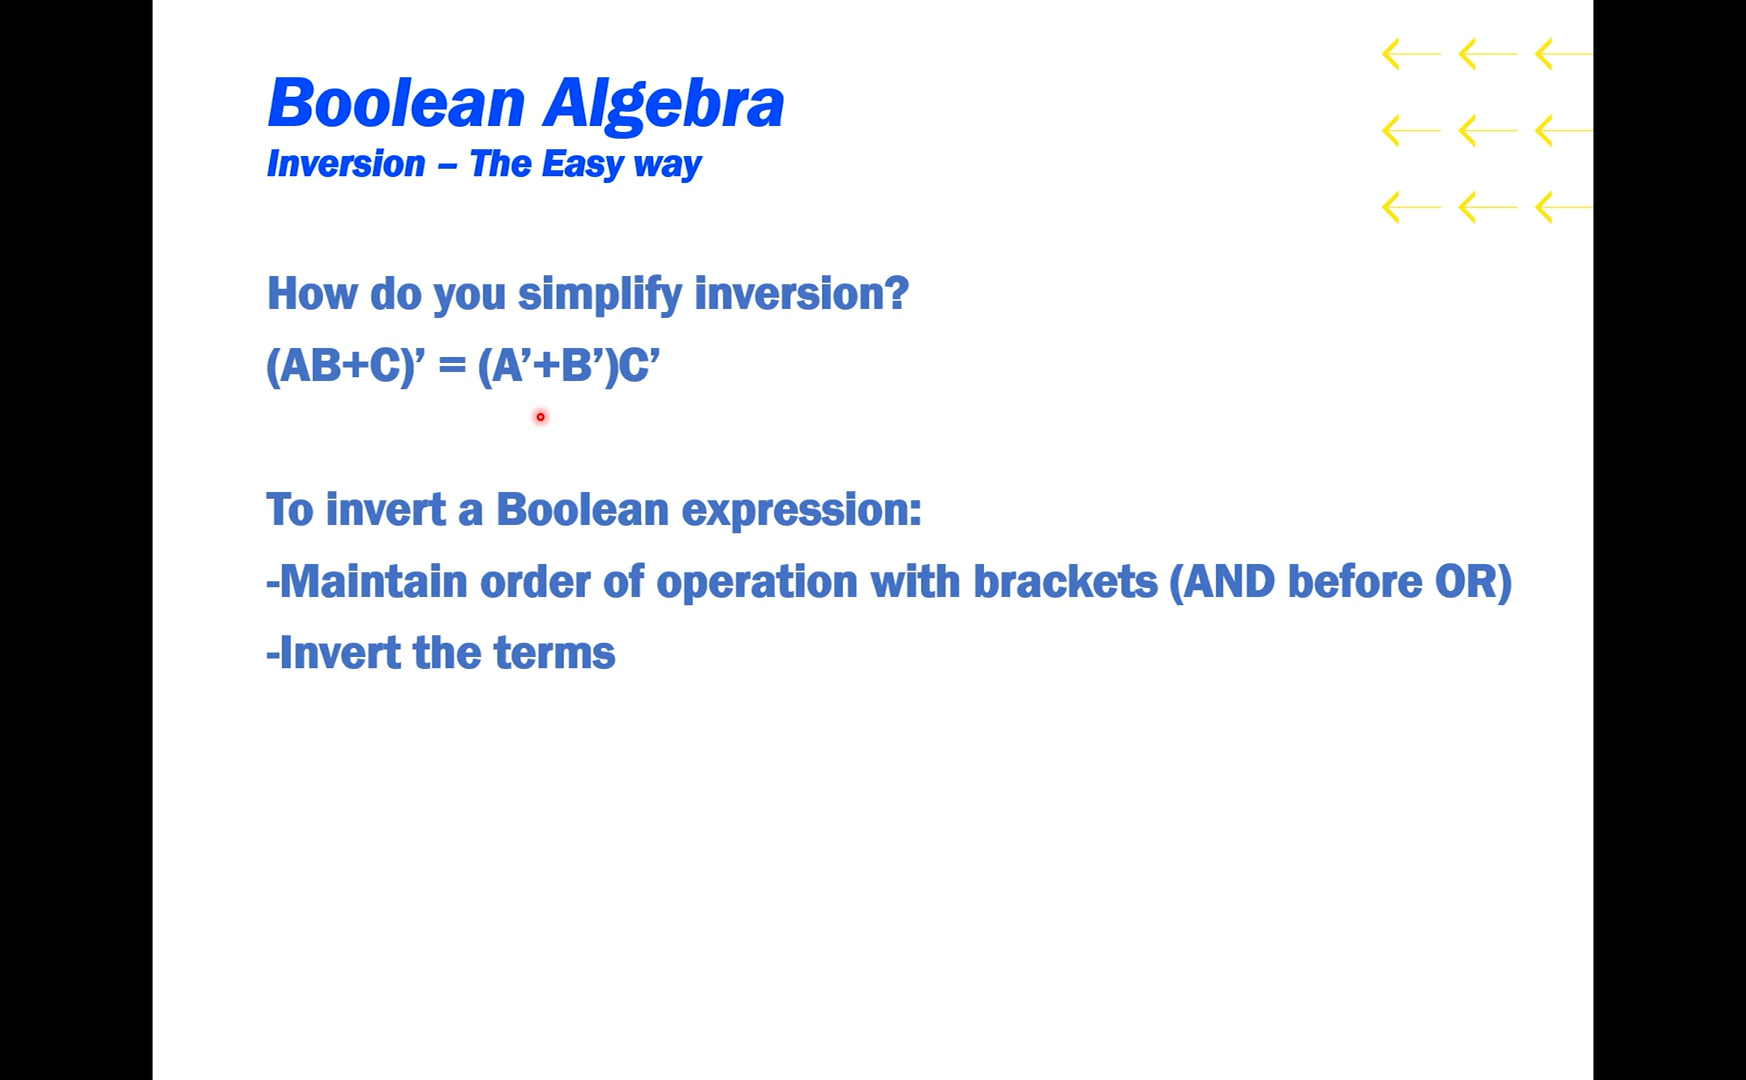 Boolean Algebra
Inversion – The Easy way
How do you simplify inversion?
(AB+C)’ = (A’+B’)C’
To invert a Boolean expression:
-Maintain order of operation with brackets (AND before OR)
-Invert the terms